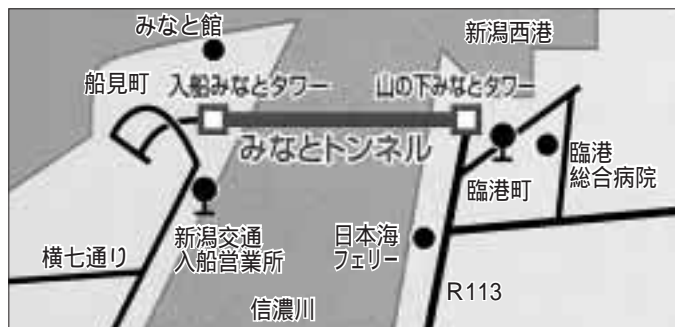 みなと館
新潟西港
船見町
入船みなとタワー
山の下みなとタワー
みなとトンネル
臨港
総合病院
臨港町
新潟交通
入船営業所
日本海
フェリー
横七通り
R113
信濃川